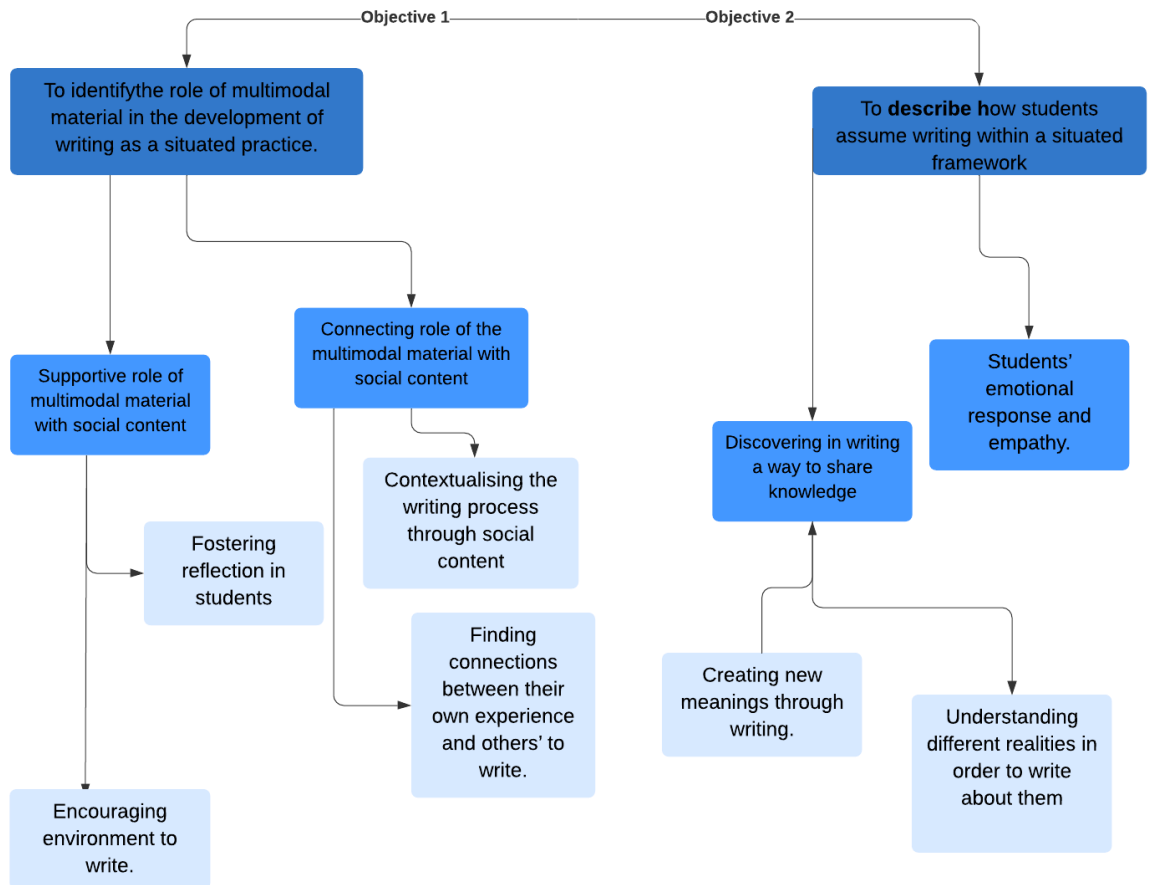 Objective 1
Objective 2
To identifythe role of multimodal
material in the development of
writing as a situated practice.
To describe how students
assume writing within a situated
framework
Supportive role of
multimodal material
with social content
Connecting role of the
multimodal material with
social content
Discovering in writing
a way to share
knowledge
Students’
emotional
response and
empathy.
Contextualising the
writing process
through social
content
Fostering
reflection in
students
Finding
connections
between their
own experience
and others’ to
write.
Encouraging
environment to
write.
Creating new
meanings through
writing.
Understanding
different realities in
order to write
about them